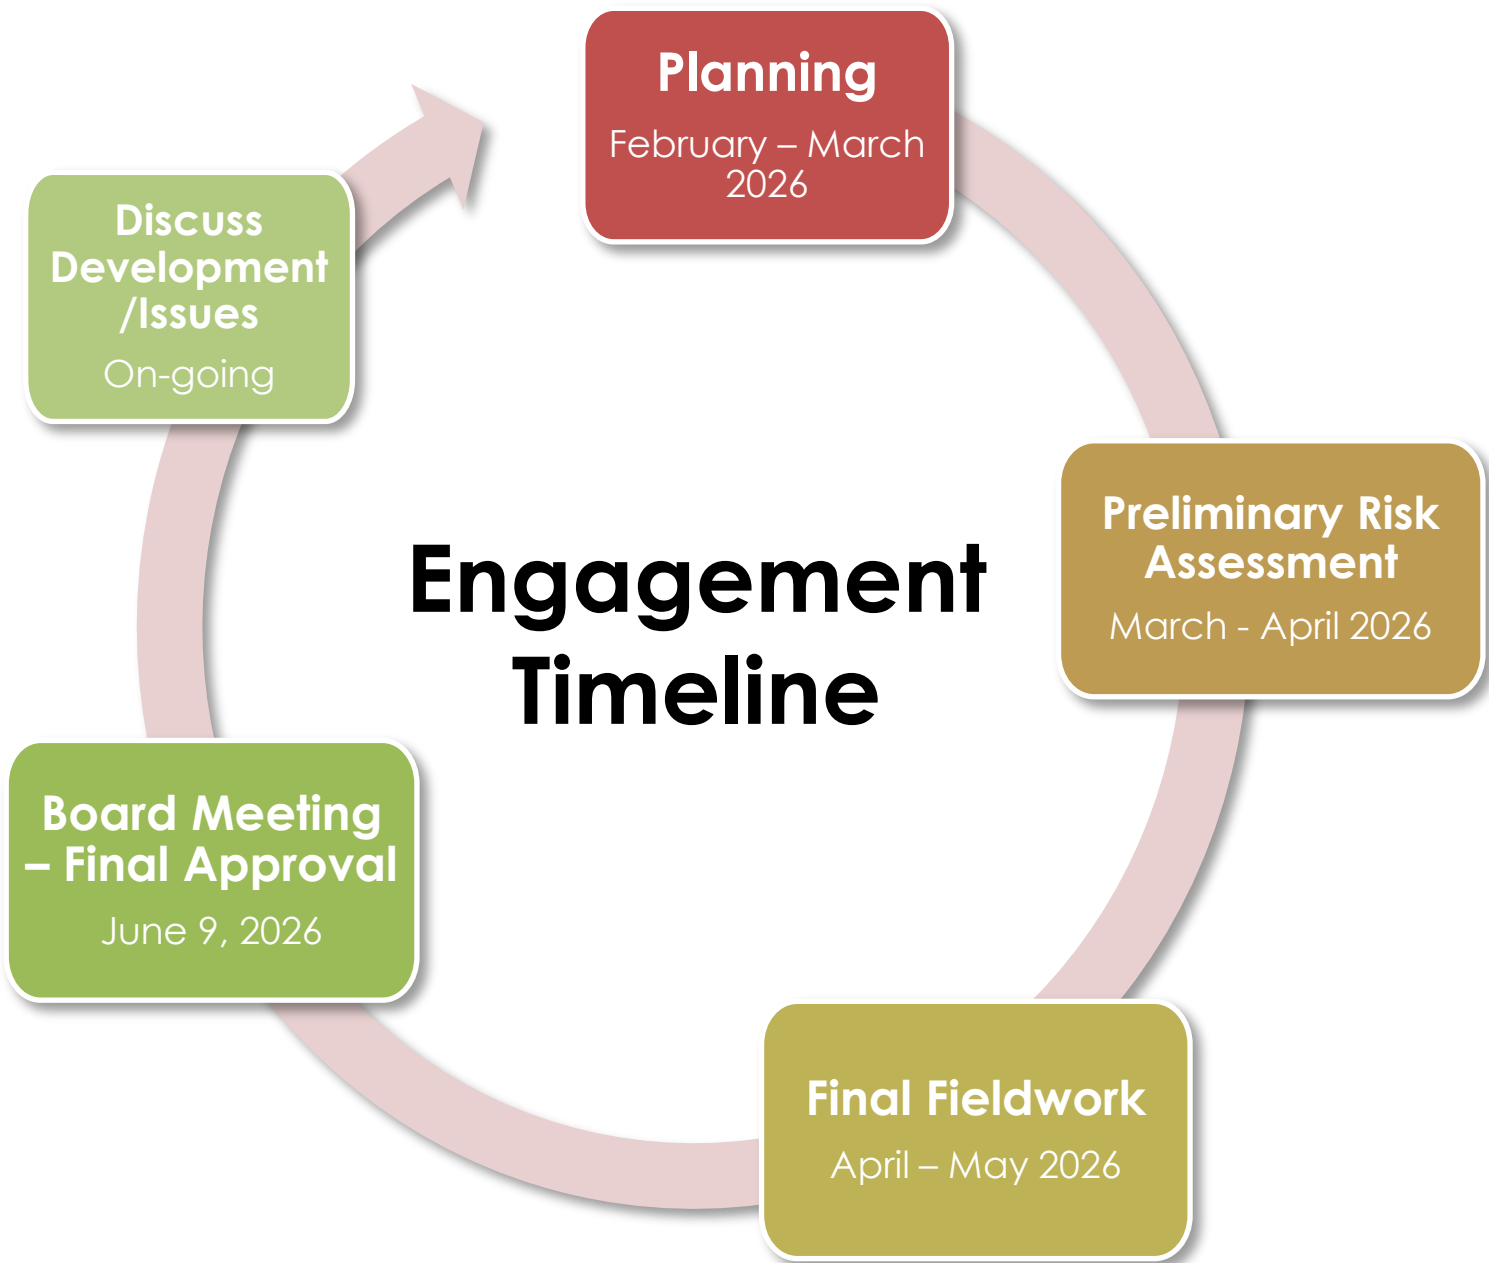 Planning
February – March
2026
Preliminary Risk
Assessment
March - April 2026
Final Fieldwork
April – May 2026
Board Meeting
– Final Approval
June 9, 2026
Discuss
Development
/Issues
On-going
Engagement
Timeline